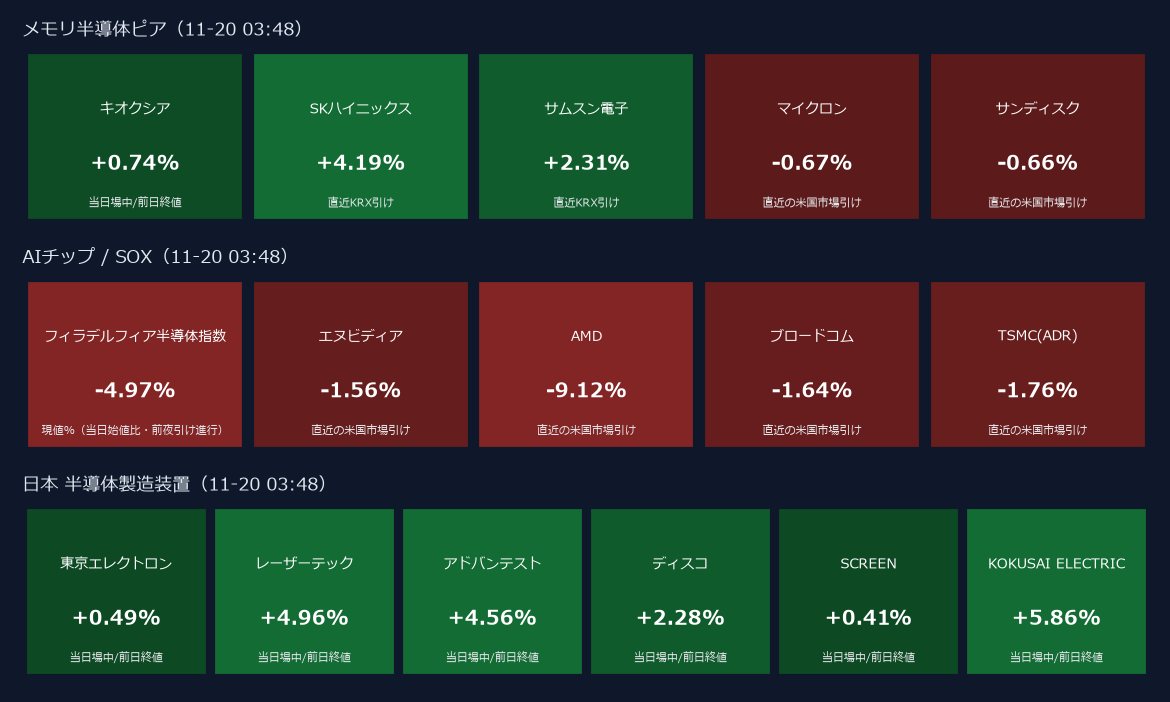 メモリ半導体ピア（11-20 03:48）
キオクシア
+0.74%
当日場中/前日終値
SKハイニックス
+4.19%
直近KRX引け
サムスン電子
+2.31%
直近KRX引け
マイクロン
-0.67%
直近の米国市場引け
サンディスク
-0.66%
直近の米国市場引け
AIチップ / SOX（11-20 03:48）
フィラデルフィア半導体指数
-4.97%
現値%（当日始値比・前夜引け進行）
エヌビディア
-1.56%
直近の米国市場引け
AMD
-9.12%
直近の米国市場引け
ブロードコム
-1.64%
直近の米国市場引け
TSMC(ADR)
-1.76%
直近の米国市場引け
日本 半導体製造装置（11-20 03:48）
東京エレクトロン
+0.49%
当日場中/前日終値
レーザーテック
+4.96%
当日場中/前日終値
アドバンテスト
+4.56%
当日場中/前日終値
ディスコ
+2.28%
当日場中/前日終値
SCREEN
+0.41%
当日場中/前日終値
KOKUSAI ELECTRIC
+5.86%
当日場中/前日終値